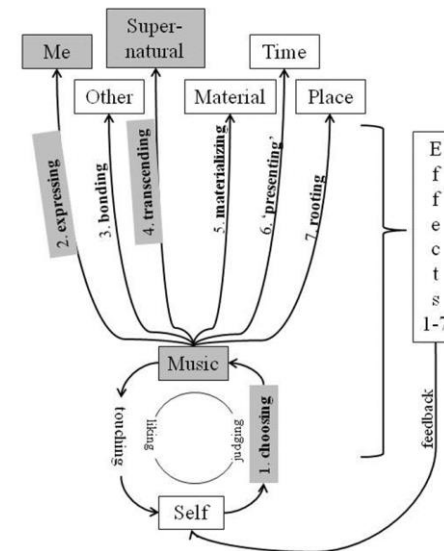 Me
Super-
natural
Time
Other
Material
Place
2. expressing
3. bonding
4. transcending
5. materializing
6. ‘presenting’
7. rooting
E
f
f
e
c
t
s
1-7
Music
touching
liking
judging
1. choosing
feedback
Self